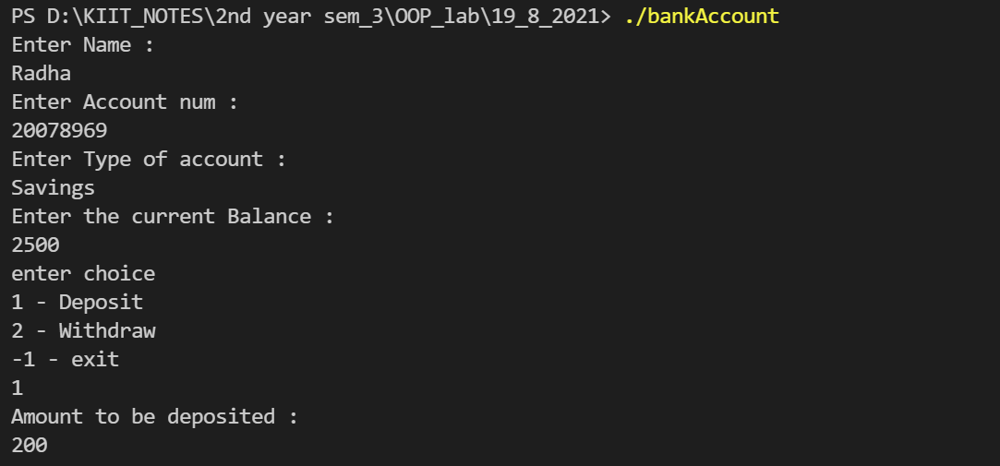 PS D:\KIIT_NOTES\2nd year sem_3\OOP_lab\19_8_2021> ./bankAccount
Enter Name :
Radha
Enter Account num :
20078969
Enter Type of account :
Savings
Enter the current Balance :
2500
enter choice
1 - Deposit
2 - Withdraw
-1 - exit
1
Amount to be deposited :
200